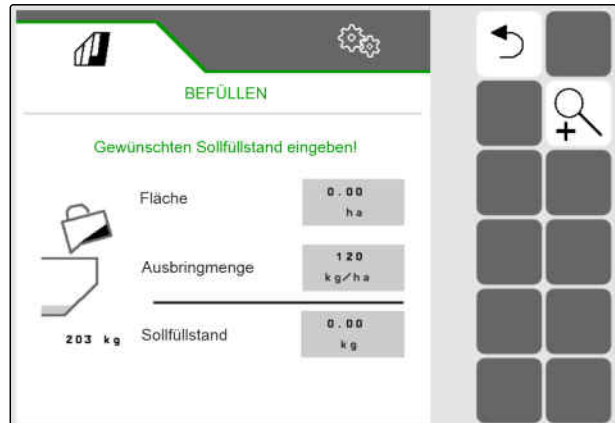 BEFÜLLEN
Gewünschten Sollfüllstand eingeben!
Fläche
0.00
ha
Ausbringmenge
120
kg/ha
203 kg
Sollfüllstand
0.00
kg